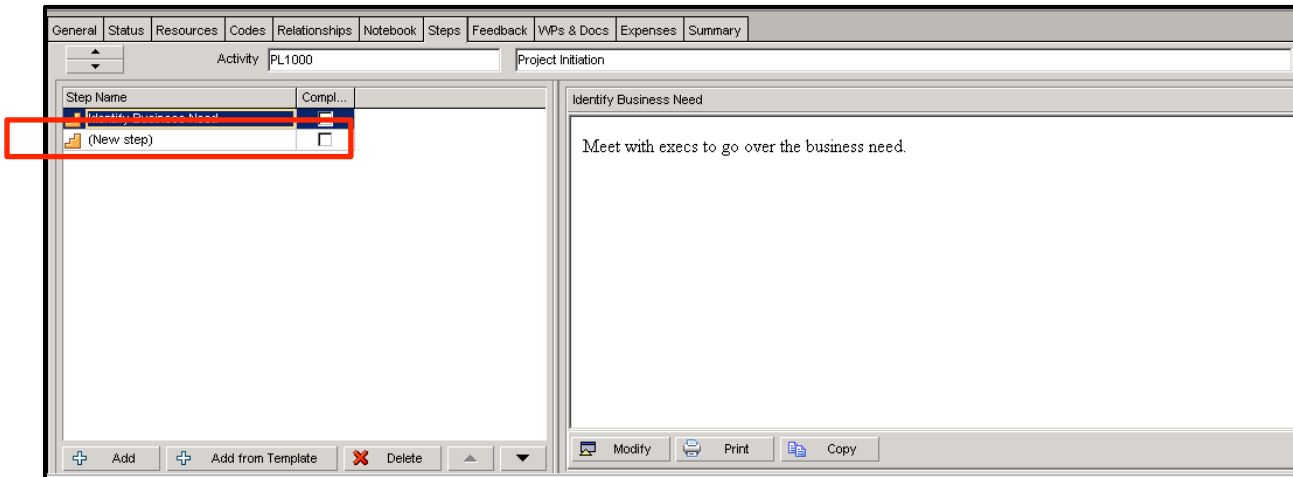 General Status Resources Codes Relationships Notebook Steps Feedback WPs & Docs Expenses Summary
Activity PL1000 Project Initiation
Step Name Compl...
Identify Business Need
Identify Business Need
(New step)
Meet with execs to go over the business need.
Add Add from Template Delete
Modify Print Copy